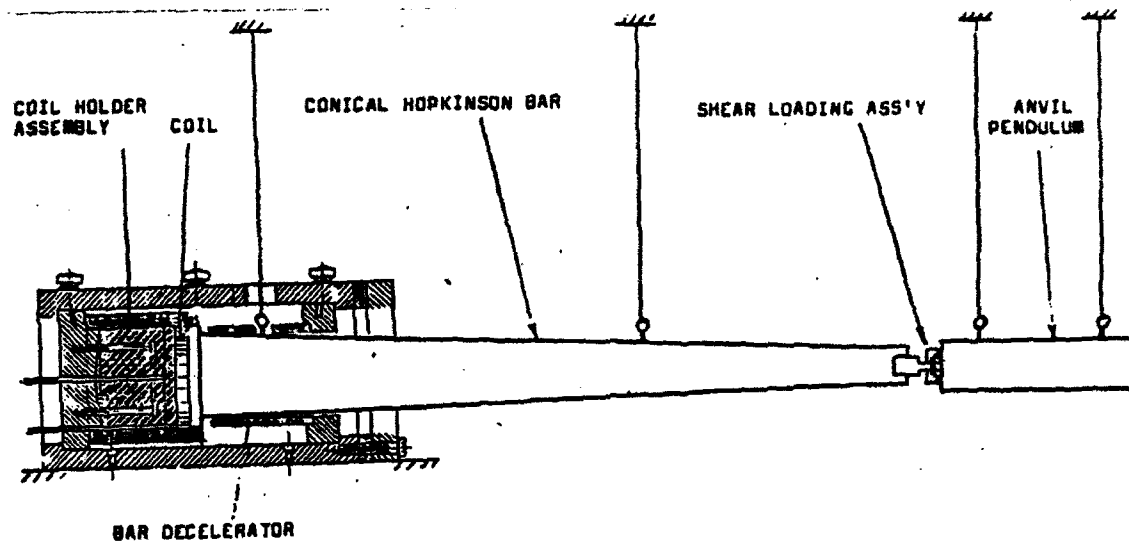 COIL HOLDER
ASSEMBLY
COIL
CONICAL HOPKINSON BAR
SHEAR LOADING ASS'Y
ANVIL
PENDULUM
BAR DECELERATOR